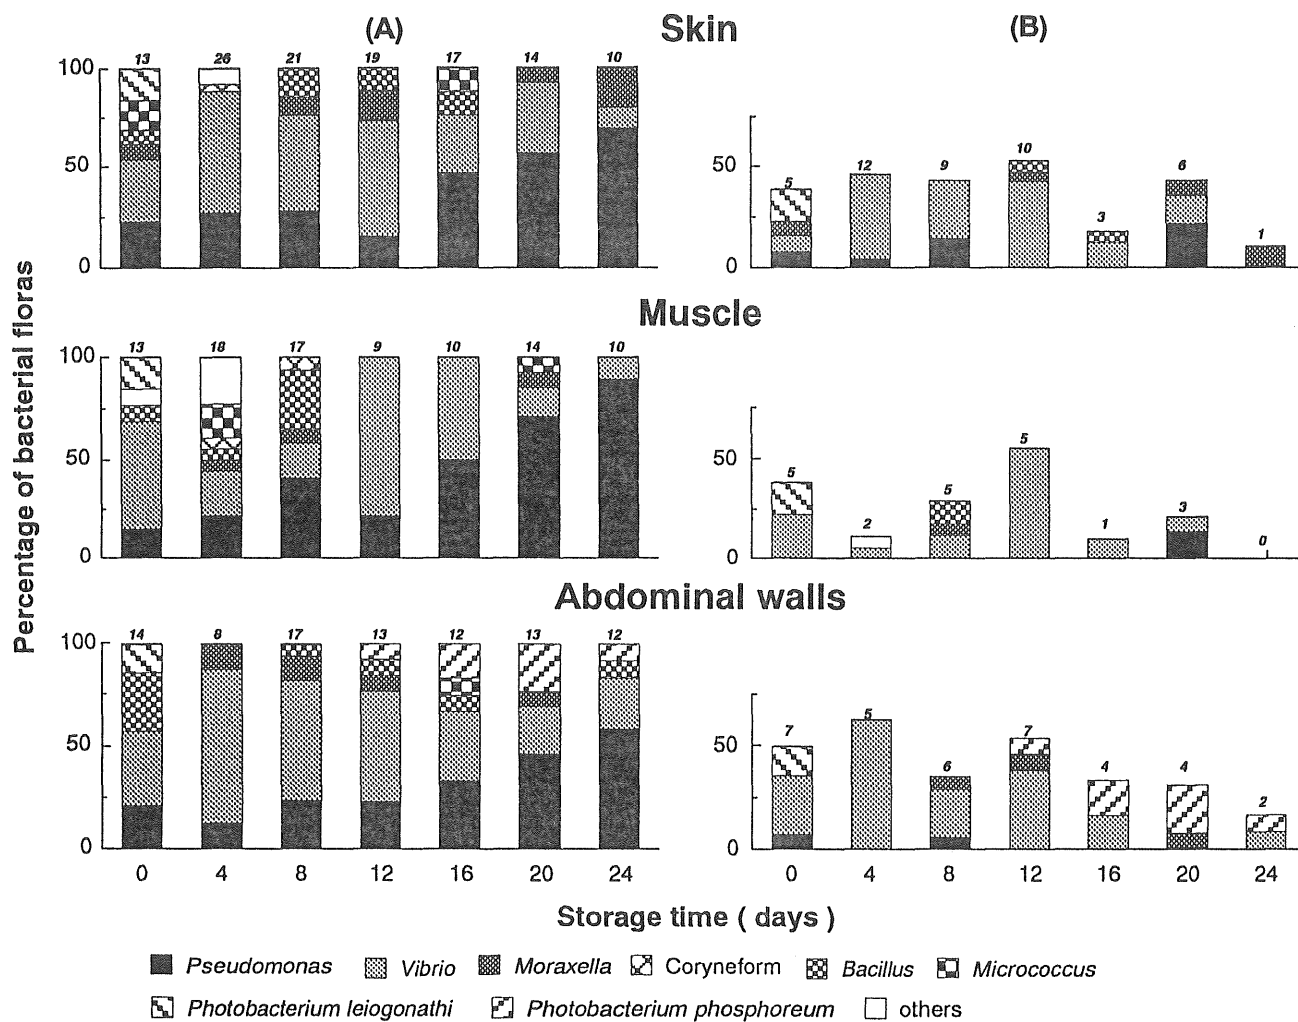 (A) Skin (B)
13 26 21 19 17 14 10
100
50
0
5 12 9 10 3 6 1
50
0
Muscle
13 18 17 9 10 14 10
100
50
0
5 2 5 5 1 3 0
50
0
Abdominal walls
14 8 17 13 12 13 12
100
50
0
7 5 6 7 4 4 2
50
0
Percentage of bacterial floras
0 4 8 12 16 20 24
0 4 8 12 16 20 24
Storage time ( days )
Pseudomonas Vibrio Moraxella Coryneform Bacillus Micrococcus
Photobacterium leiogonathi Photobacterium phosphoreum others